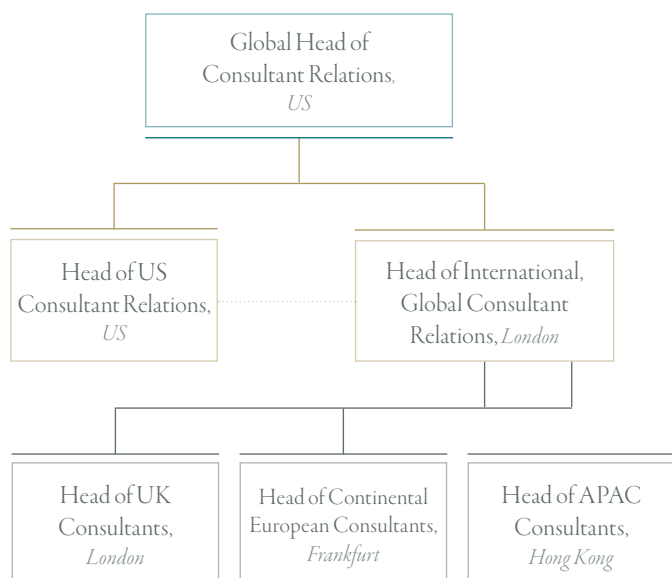 Global Head of
Consultant Relations,
US
Head of US
Consultant Relations,
US
Head of International,
Global Consultant
Relations, London
Head of UK
Consultants,
London
Head of Continental
European Consultants,
Frankfurt
Head of APAC
Consultants,
Hong Kong